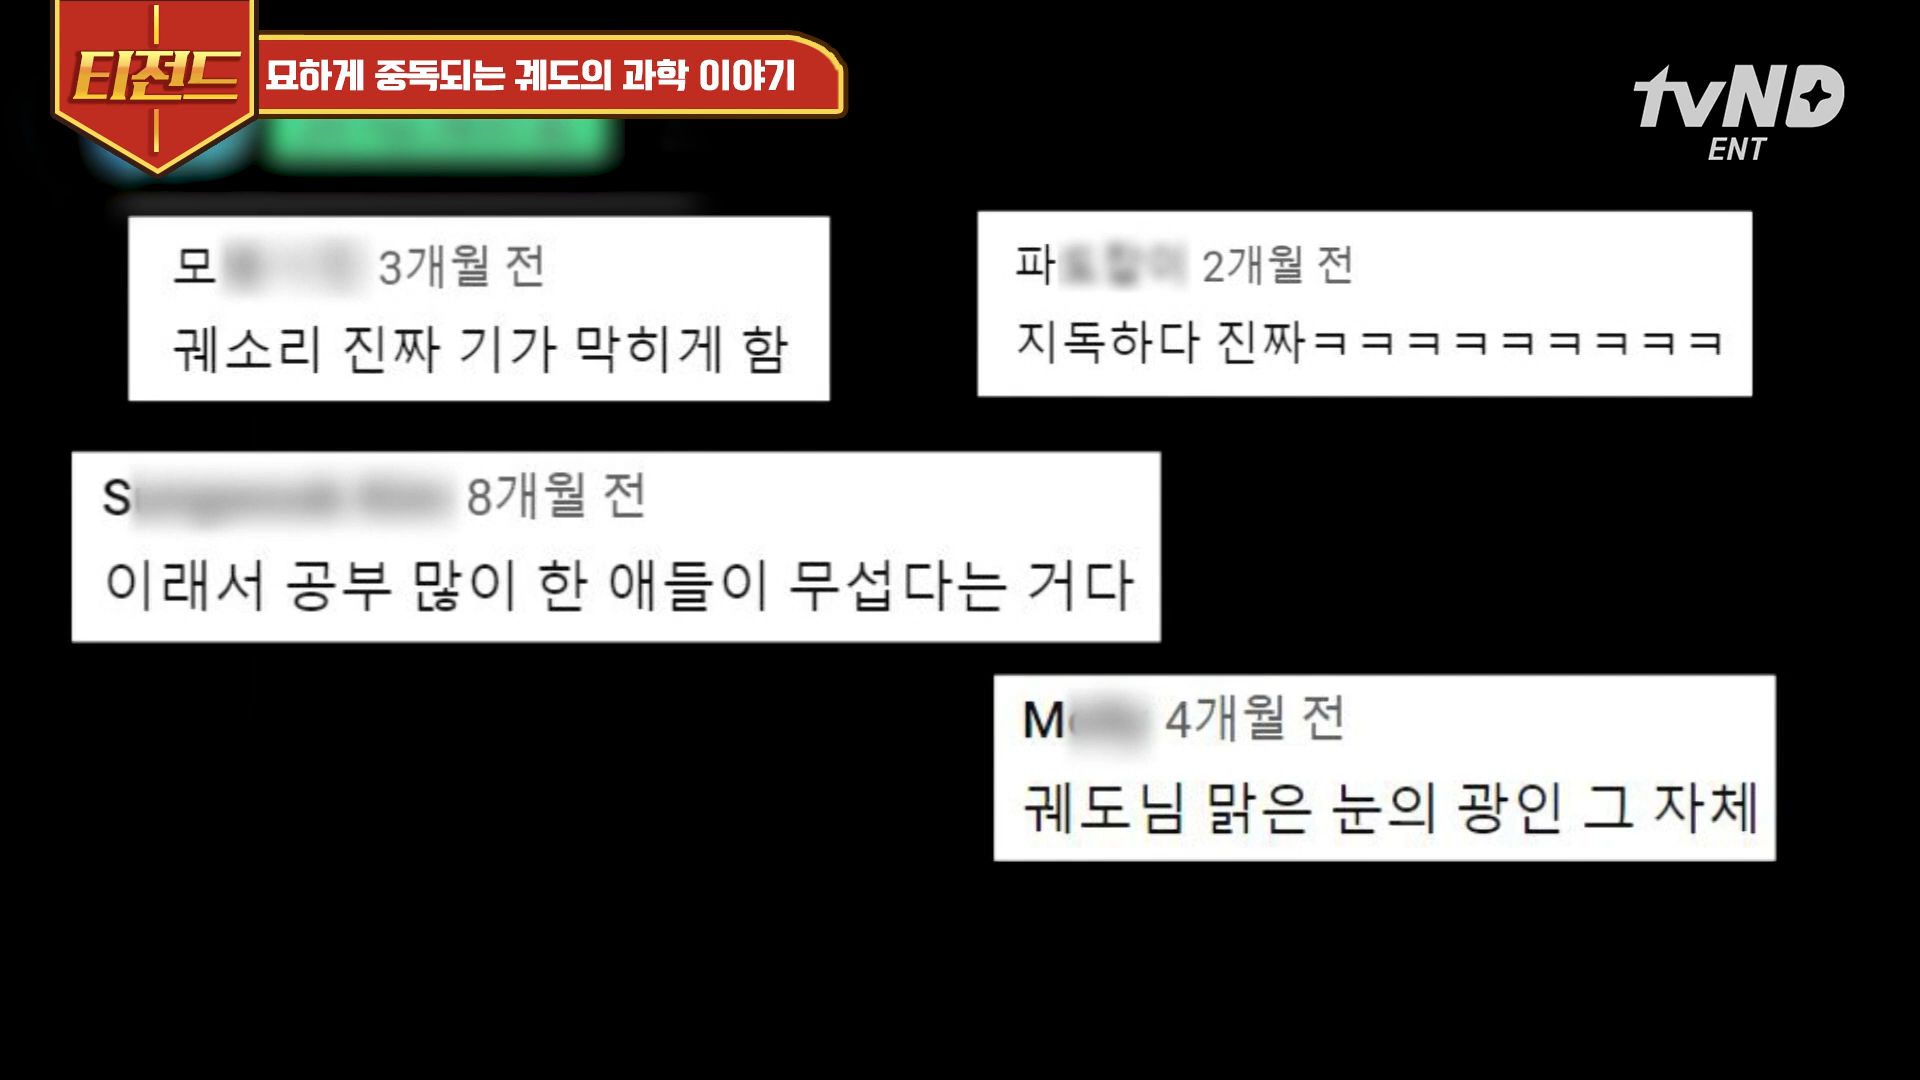 티전드
묘하게 중독되는 궤도의 과학 이야기
tvND
ENT
모 3개월 전
궤소리 진짜 기가 막히게 함
파 2개월 전
지독하다 진짜ㅋㅋㅋㅋㅋㅋㅋㅋㅋ
S 8개월 전
이래서 공부 많이 한 애들이 무섭다는 거다
M 4개월 전
궤도님 맑은 눈의 광인 그 자체